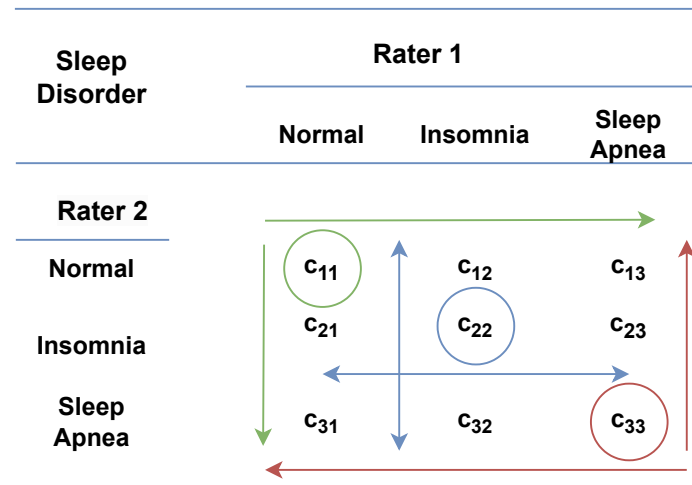 Sleep
Disorder
Rater 1
Normal
Insomnia
Sleep
Apnea
Rater 2
Normal
c11
c12
c13
Insomnia
c21
c22
c23
Sleep
Apnea
c31
c32
c33